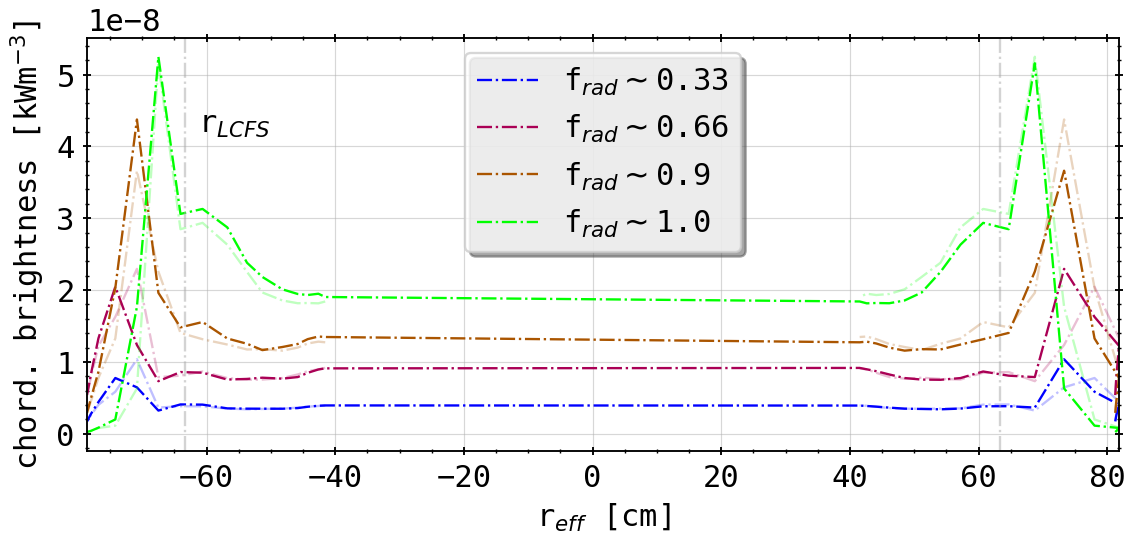 1e−8
chord. brightness [kWm⁻³]
5
4
3
2
1
0
r_LCFS
f_rad ∼ 0.33
f_rad ∼ 0.66
f_rad ∼ 0.9
f_rad ∼ 1.0
−60 −40 −20 0 20 40 60 80
r_eff [cm]